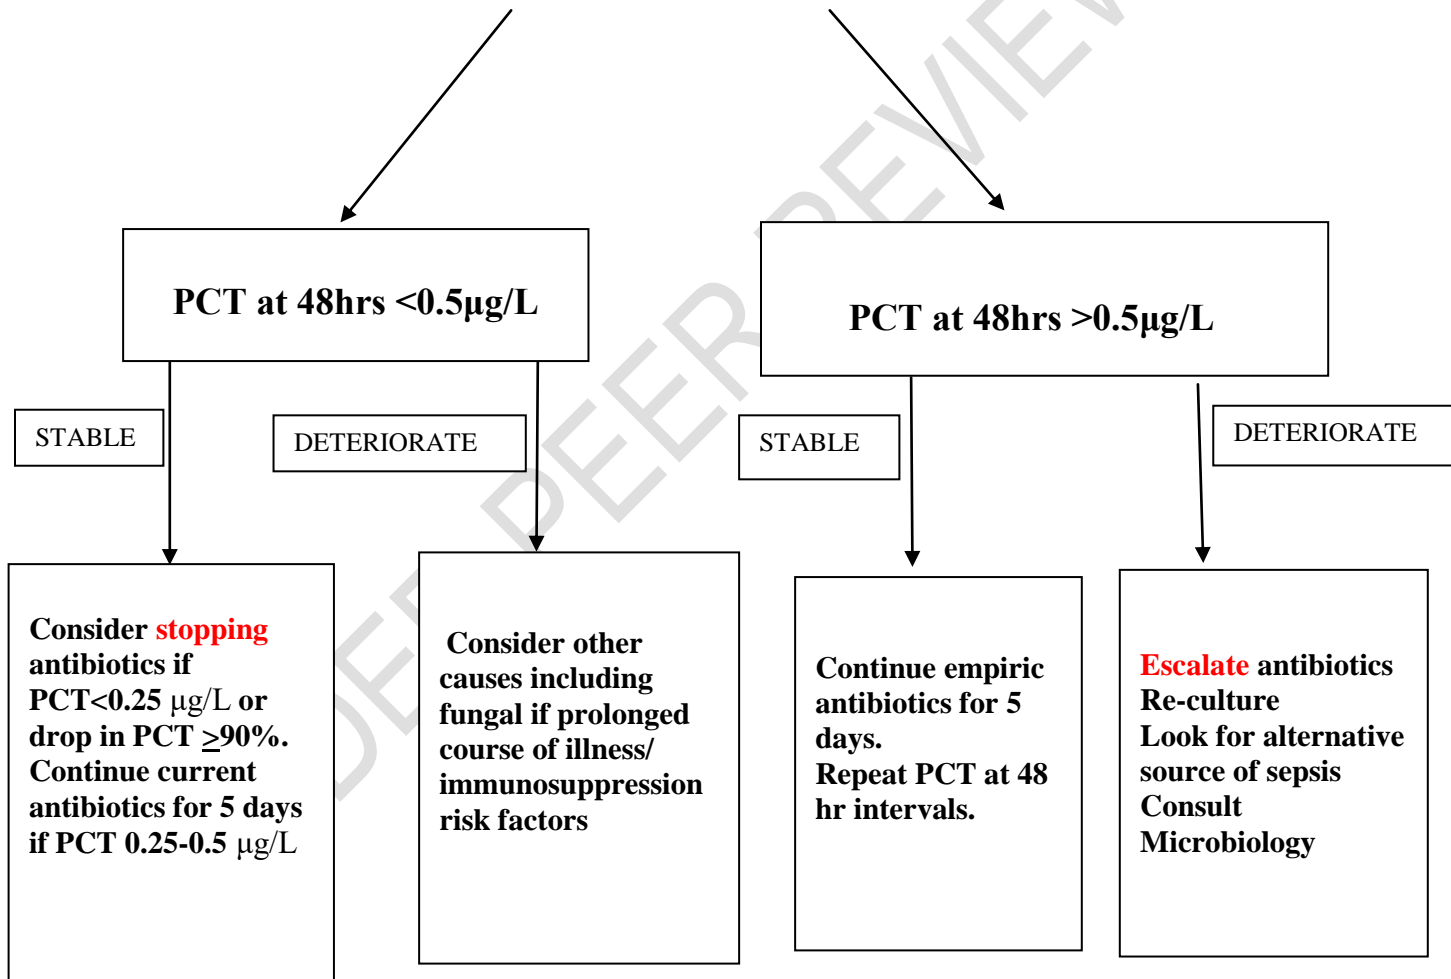 PCT at 48hrs <0.5µg/L
PCT at 48hrs >0.5µg/L
STABLE
DETERIORATE
STABLE
DETERIORATE
Consider stopping
antibiotics if
PCT<0.25 µg/L or
drop in PCT ≥90%.
Continue current
antibiotics for 5 days
if PCT 0.25-0.5 µg/L
Consider other
causes including
fungal if prolonged
course of illness/
immunosuppression
risk factors
Continue empiric
antibiotics for 5
days.
Repeat PCT at 48
hr intervals.
Escalate antibiotics
Re-culture
Look for alternative
source of sepsis
Consult
Microbiology
PEER REVIEW